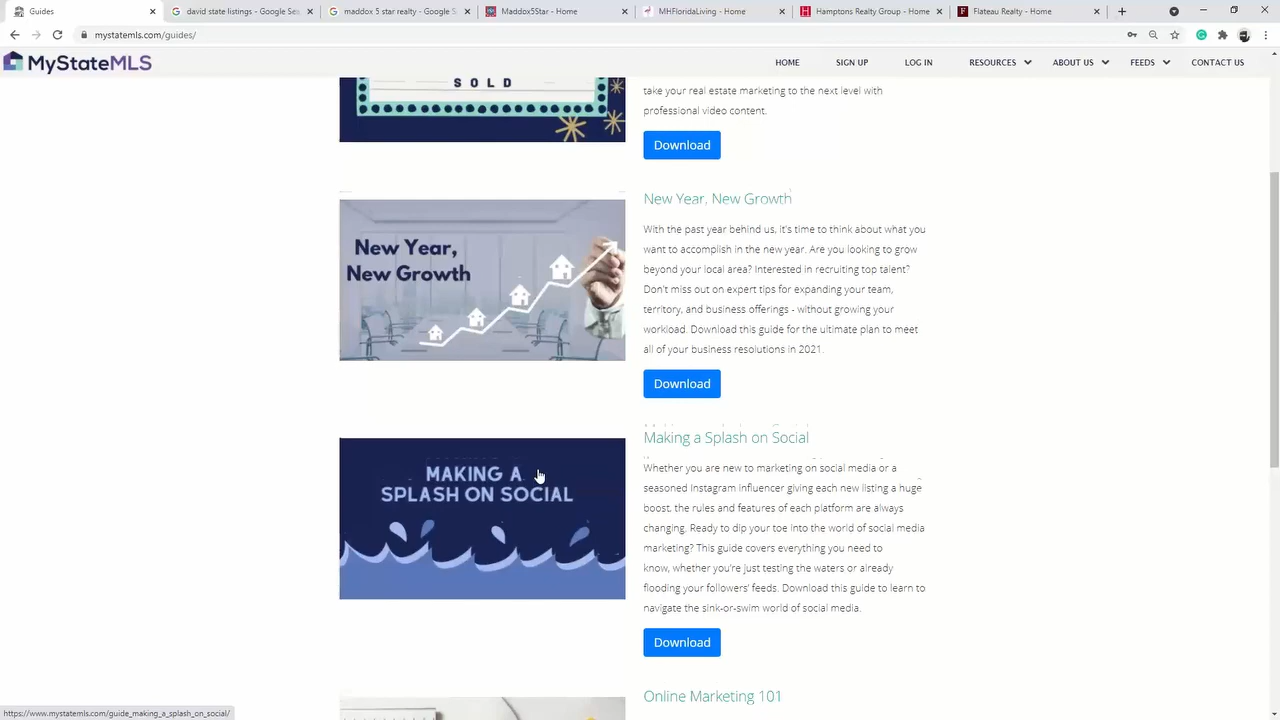 Guides
david state listings - Google Sea
maddox 5 star realty - Google S
Maddox5Star - Home
MHFloridaLiving - Home
Hamptons Realty Group - Home
Flateau Realty - Home
mystatemls.com/guides/
MyStateMLS
HOME
SIGN UP
LOG IN
RESOURCES
ABOUT US
FEEDS
CONTACT US
SOLD
take your real estate marketing to the next level with
professional video content.
Download
New Year,
New Growth
New Year, New Growth
With the past year behind us, it's time to think about what you
want to accomplish in the new year. Are you looking to grow
beyond your local area? Interested in recruiting top talent?
Don't miss out on expert tips for expanding your team,
territory, and business offerings - without growing your
workload. Download this guide for the ultimate plan to meet
all of your business resolutions in 2021.
Download
MAKING A
SPLASH ON SOCIAL
Making a Splash on Social
Whether you are new to marketing on social media or a
seasoned Instagram Influencer giving each new listing a huge
boost, the rules and features of each platform are always
changing. Ready to dip your toe into the world of social media
marketing? This guide covers everything you need to
know, whether you're just testing the waters or already
flooding your followers' feeds. Download this guide to learn to
navigate the sink-or-swim world of social media.
Download
Online Marketing 101
https://www.mystatemls.com/guide_making_a_splash_on_social/